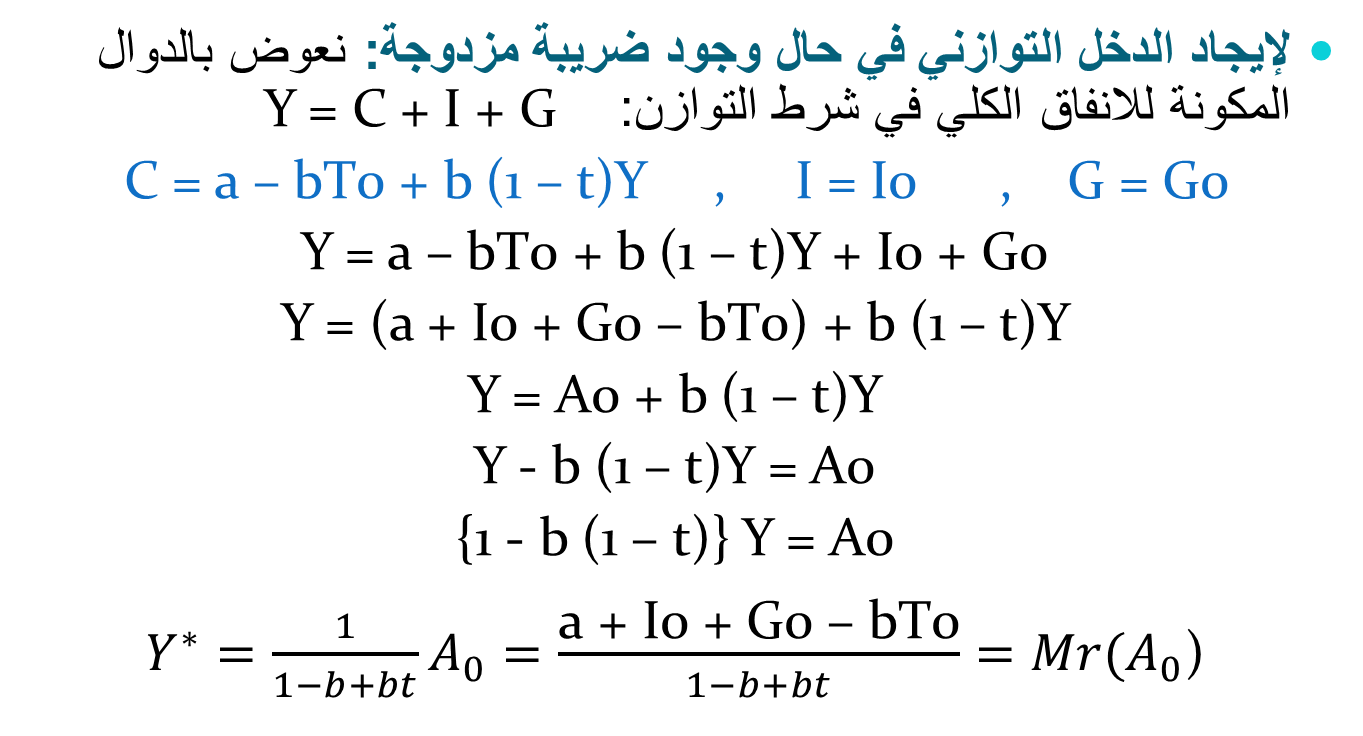 • لإيجاد الدخل التوازني في حال وجود ضريبة مزدوجة: نعوض بالدوال
المكونة للانفاق الكلي في شرط التوازن: Y = C + I + G
C = a – bTo + b (1 – t)Y , I = Io , G = Go
Y = a – bTo + b (1 – t)Y + Io + Go
Y = (a + Io + Go – bTo) + b (1 – t)Y
Y = Ao + b (1 – t)Y
Y - b (1 – t)Y = Ao
{1 - b (1 – t)} Y = Ao
Y* = 1/(1−b+bt) A₀ = (a + Io + Go – bTo)/(1−b+bt) = Mr(A₀)